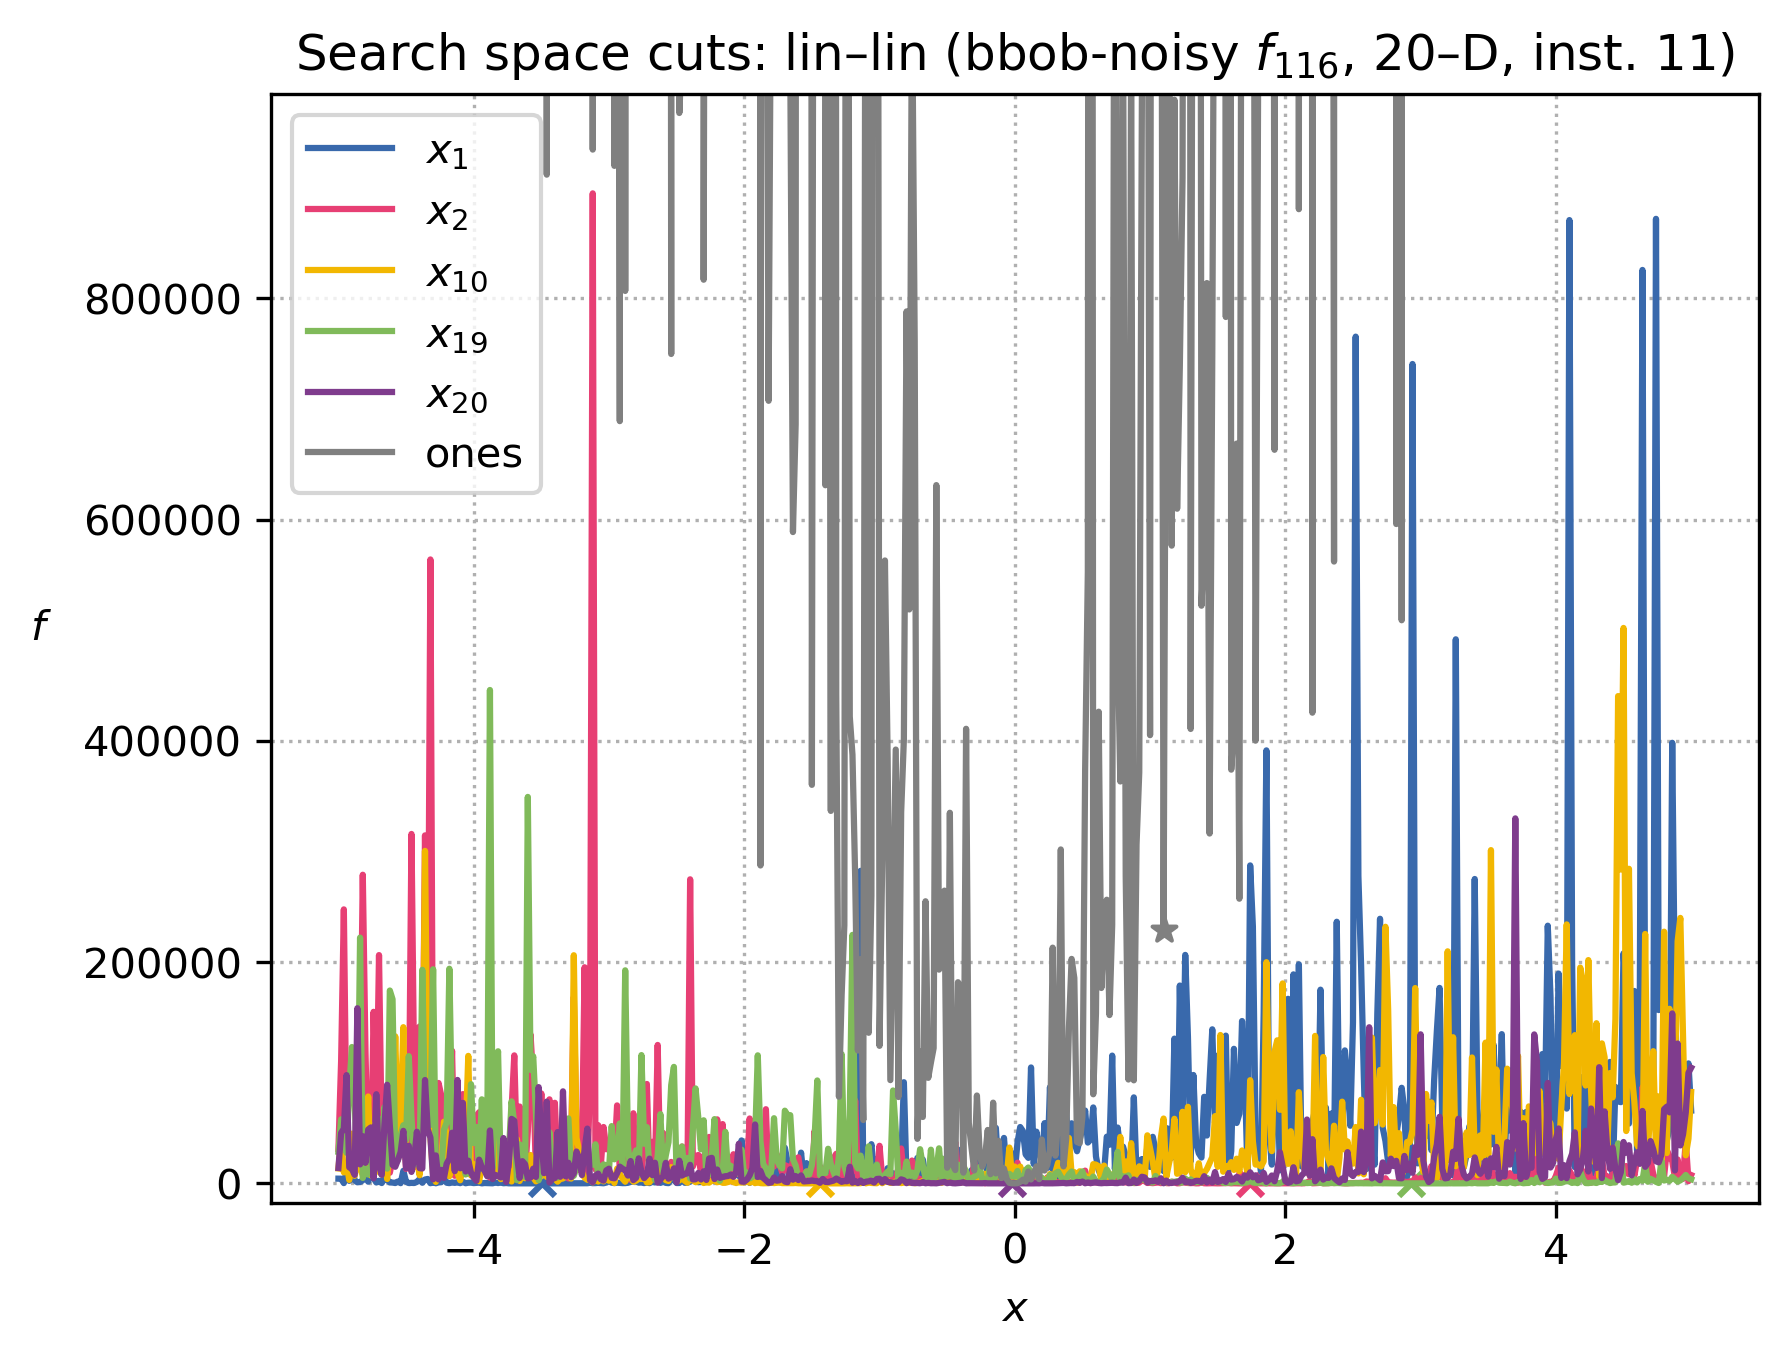 Search space cuts: lin–lin (bbob-noisy f₁₁₆, 20–D, inst. 11)
x₁
x₂
x₁₀
x₁₉
x₂₀
ones
800000
600000
400000
200000
0
f
−4 −2 0 2 4
x